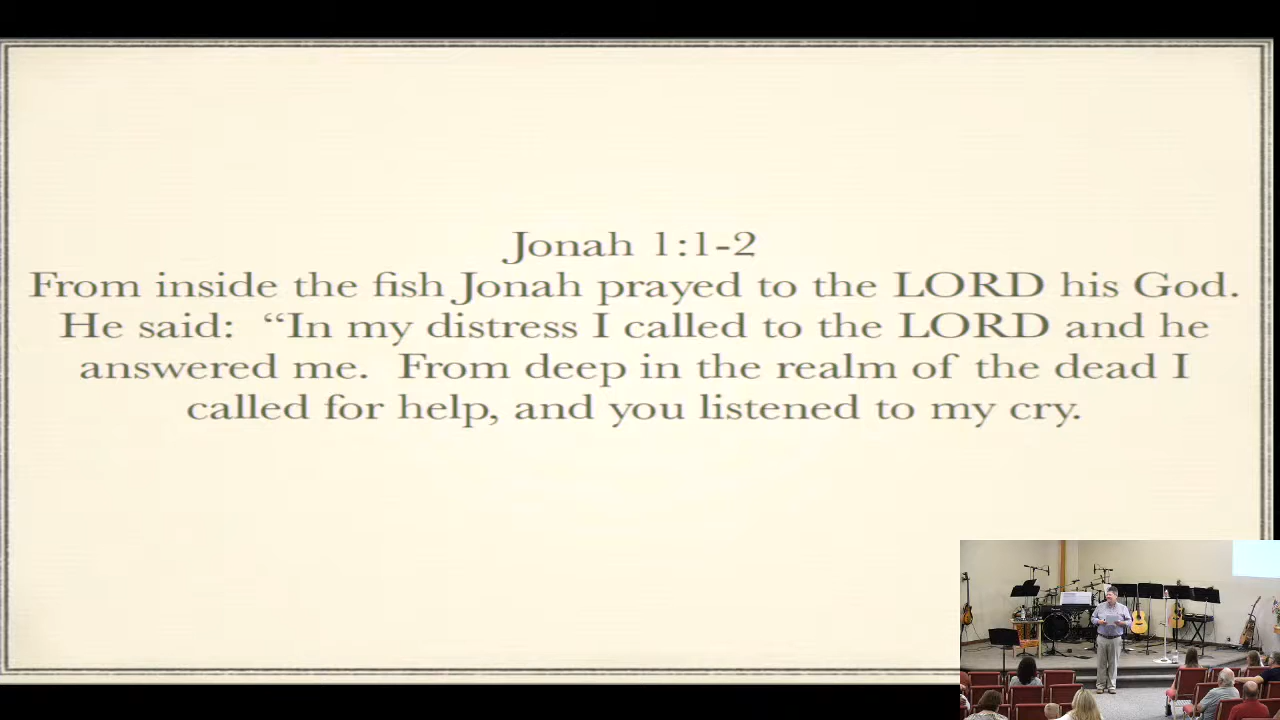 Jonah 1:1-2
From inside the fish Jonah prayed to the LORD his God.
He said:  “In my distress I called to the LORD and he
answered me.  From deep in the realm of the dead I
called for help, and you listened to my cry.